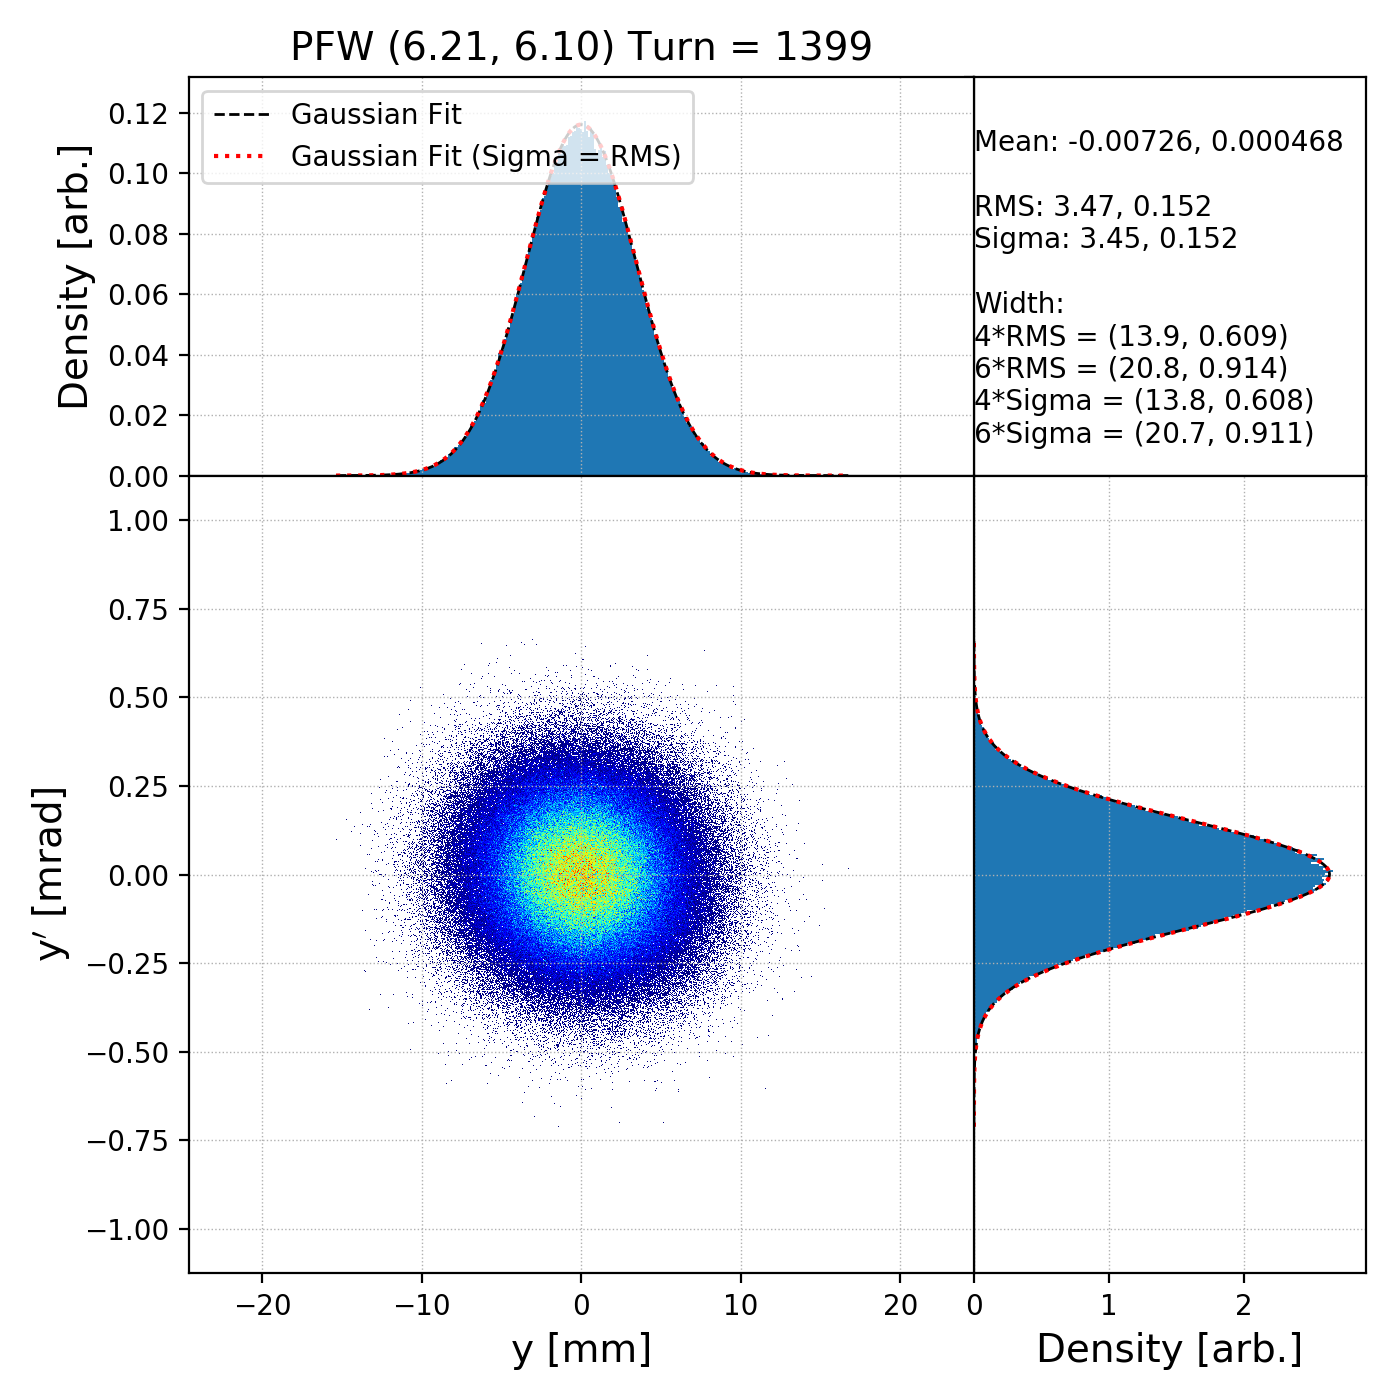 PFW (6.21, 6.10) Turn = 1399
Gaussian Fit
Gaussian Fit (Sigma = RMS)
Density [arb.]
0.12
0.10
0.08
0.06
0.04
0.02
0.00
Mean: -0.00726, 0.000468
RMS: 3.47, 0.152
Sigma: 3.45, 0.152
Width:
4*RMS = (13.9, 0.609)
6*RMS = (20.8, 0.914)
4*Sigma = (13.8, 0.608)
6*Sigma = (20.7, 0.911)
y′ [mrad]
1.00
0.75
0.50
0.25
0.00
−0.25
−0.50
−0.75
−1.00
−20 −10 0 10 20
y [mm]
0 1 2
Density [arb.]